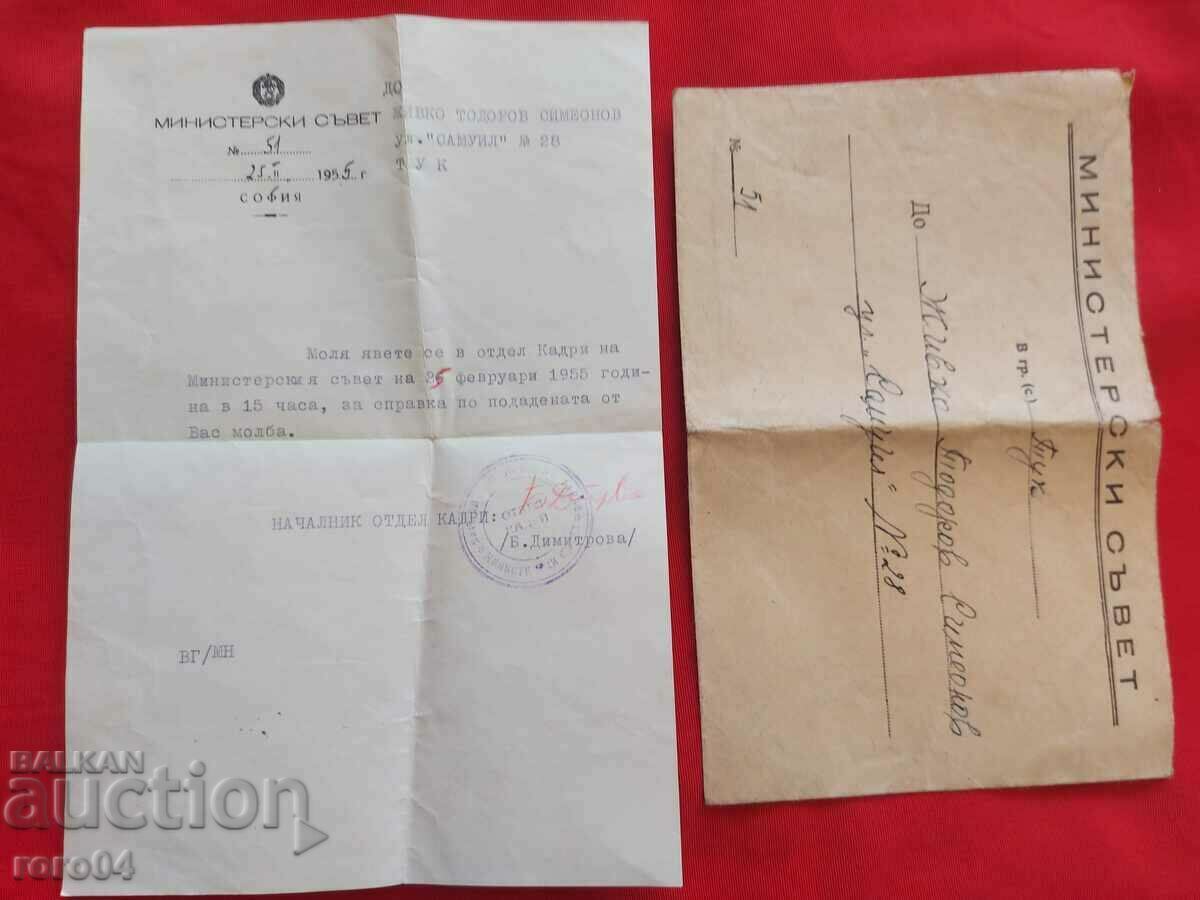 МИНИСТЕРСКИ СЪВЕТ
№ 51
25.II. 1955 г
СОФИЯ
ДО
ЖИВКО ТОДОРОВ СИМЕОНОВ
ул."САМУИЛ" № 28
Т У К
Моля явете се в отдел Кадри на
Министерския съвет на 25 февруари 1955 годи-
на в 15 часа, за справка по подадената от
Вас молба.
НАЧАЛНИК ОТДЕЛ КАДРИ:
/Б.Димитрова/
ВГ/МН
МИНИСТЕРСКИ СЪВЕТ
В гр. (с) Тук
До Живко Тодоров Симеонов
ул. "Самуил" №28
№ 51
BALKAN
auction
roro04